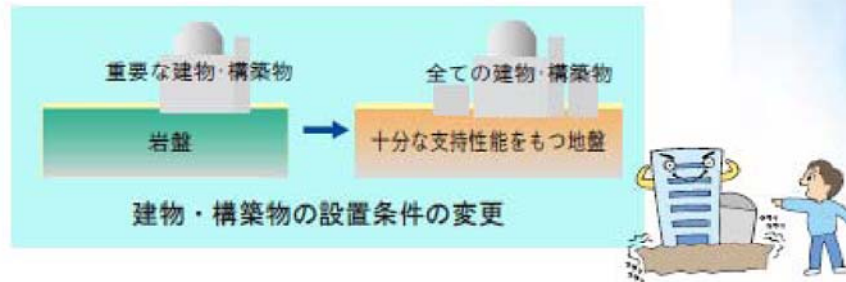 重要な建物・構築物
全ての建物・構築物
岩盤
十分な支持性能をもつ地盤
建物・構築物の設置条件の変更